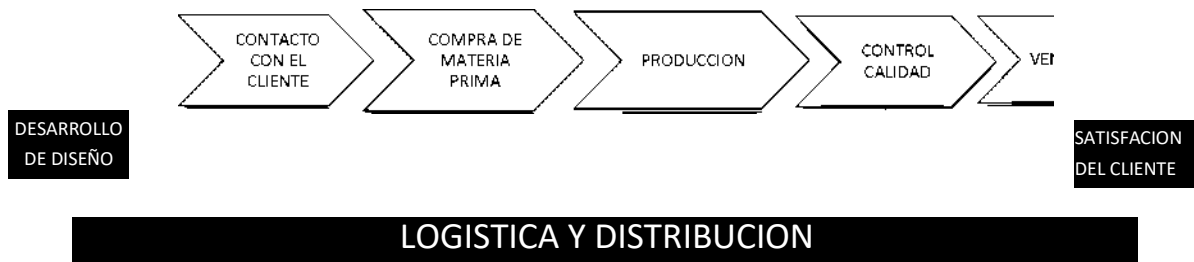 CONTACTO
CON EL
CLIENTE
COMPRA DE
MATERIA
PRIMA
PRODUCCION
CONTROL
CALIDAD
DESARROLLO
DE DISEÑO
SATISFACION
DEL CLIENTE
LOGISTICA Y DISTRIBUCION